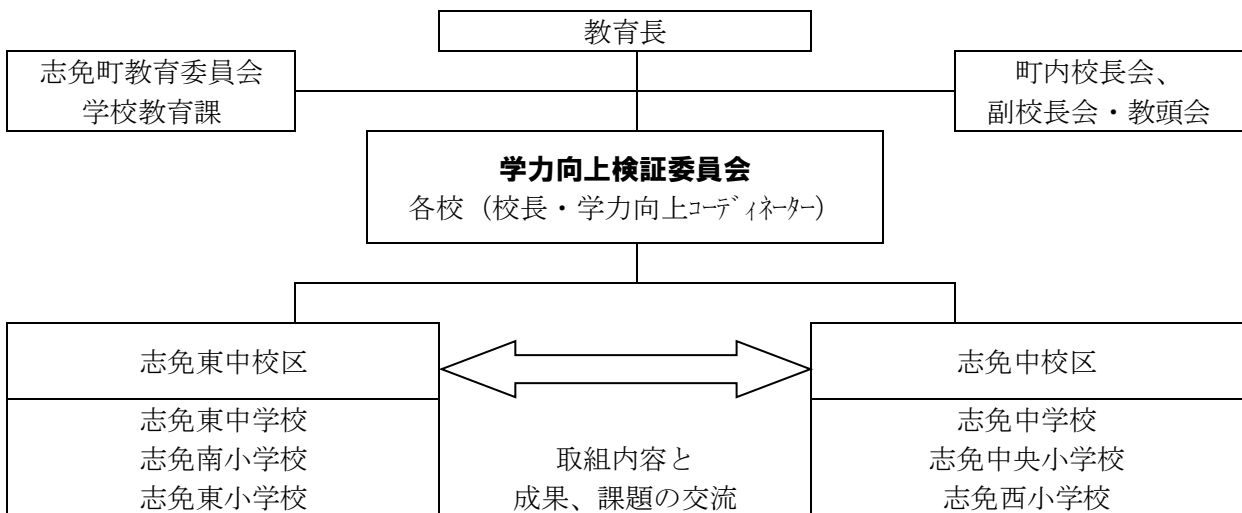 教育長
志免町教育委員会
学校教育課
町内校長会、
副校長会・教頭会
学力向上検証委員会
各校（校長・学力向上ｺｰﾃﾞｨﾈｰﾀｰ）
志免東中校区
志免中校区
志免東中学校
志免南小学校
志免東小学校
取組内容と
成果、課題の交流
志免中学校
志免中央小学校
志免西小学校